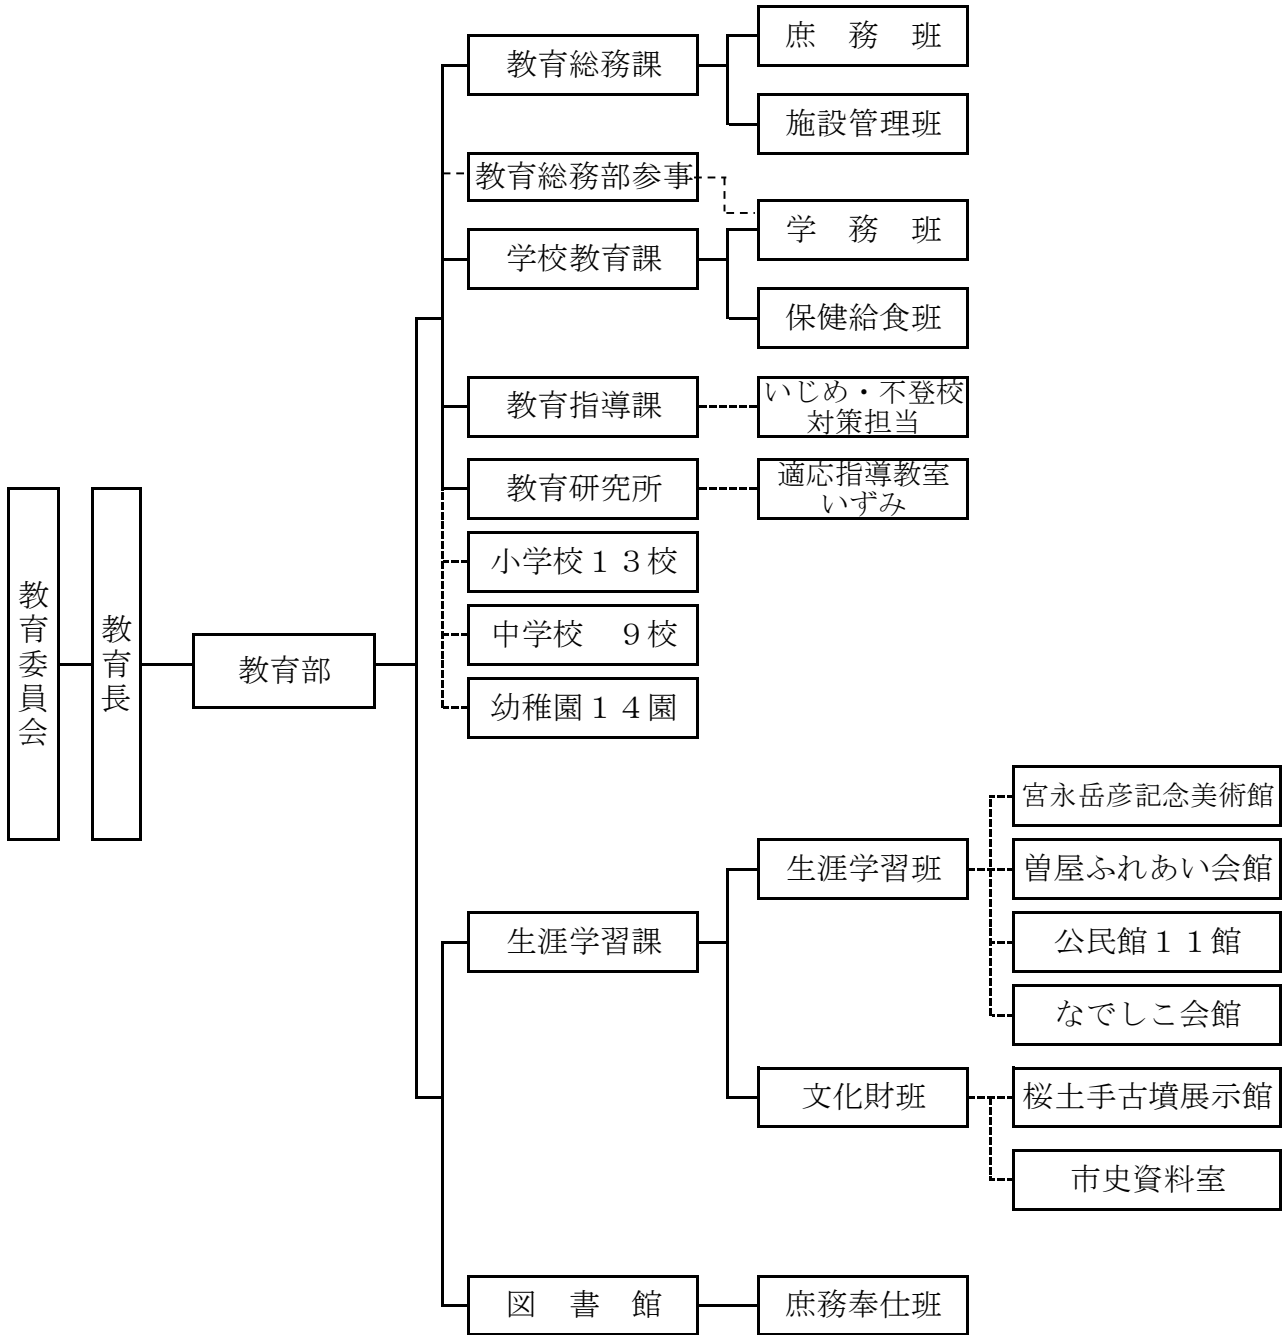 教育委員会
教育長
教育部
教育総務課
庶　務　班
施設管理班
教育総務部参事
学校教育課
学　務　班
保健給食班
教育指導課
いじめ・不登校
対策担当
教育研究所
適応指導教室
いずみ
小学校１３校
中学校　９校
幼稚園１４園
生涯学習課
生涯学習班
宮永岳彦記念美術館
曽屋ふれあい会館
公民館１１館
なでしこ会館
文化財班
桜土手古墳展示館
市史資料室
図　書　館
庶務奉仕班